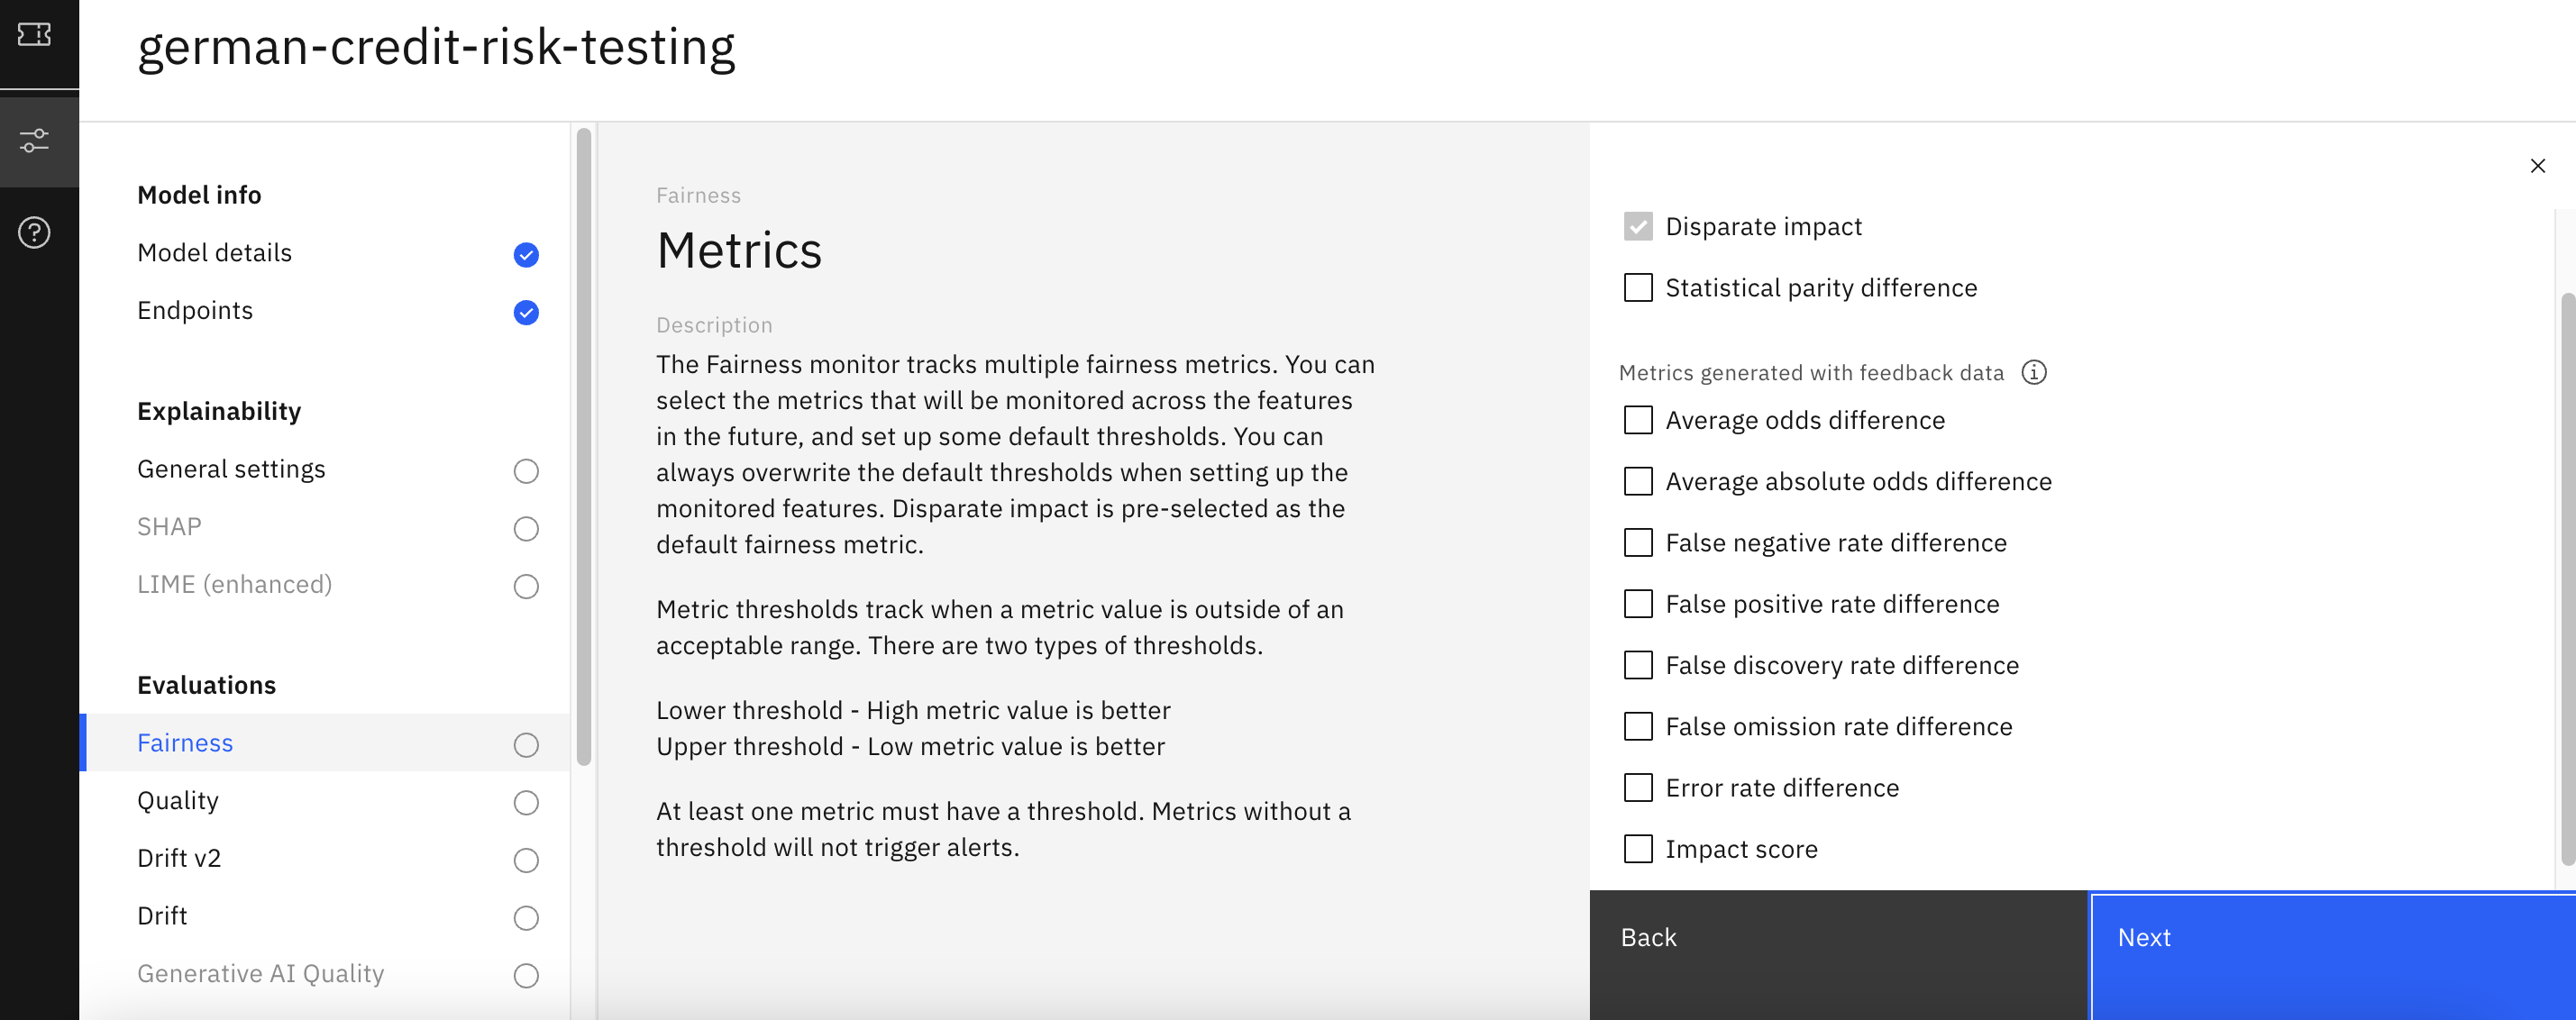 german-credit-risk-testing
Model info
Model details
Endpoints
Explainability
General settings
SHAP
LIME (enhanced)
Evaluations
Fairness
Quality
Drift v2
Drift
Generative AI Quality
Fairness
Metrics
Description
The Fairness monitor tracks multiple fairness metrics. You can
select the metrics that will be monitored across the features
in the future, and set up some default thresholds. You can
always overwrite the default thresholds when setting up the
monitored features. Disparate impact is pre-selected as the
default fairness metric.
Metric thresholds track when a metric value is outside of an
acceptable range. There are two types of thresholds.
Lower threshold - High metric value is better
Upper threshold - Low metric value is better
At least one metric must have a threshold. Metrics without a
threshold will not trigger alerts.
Disparate impact
Statistical parity difference
Metrics generated with feedback data
Average odds difference
Average absolute odds difference
False negative rate difference
False positive rate difference
False discovery rate difference
False omission rate difference
Error rate difference
Impact score
Back
Next